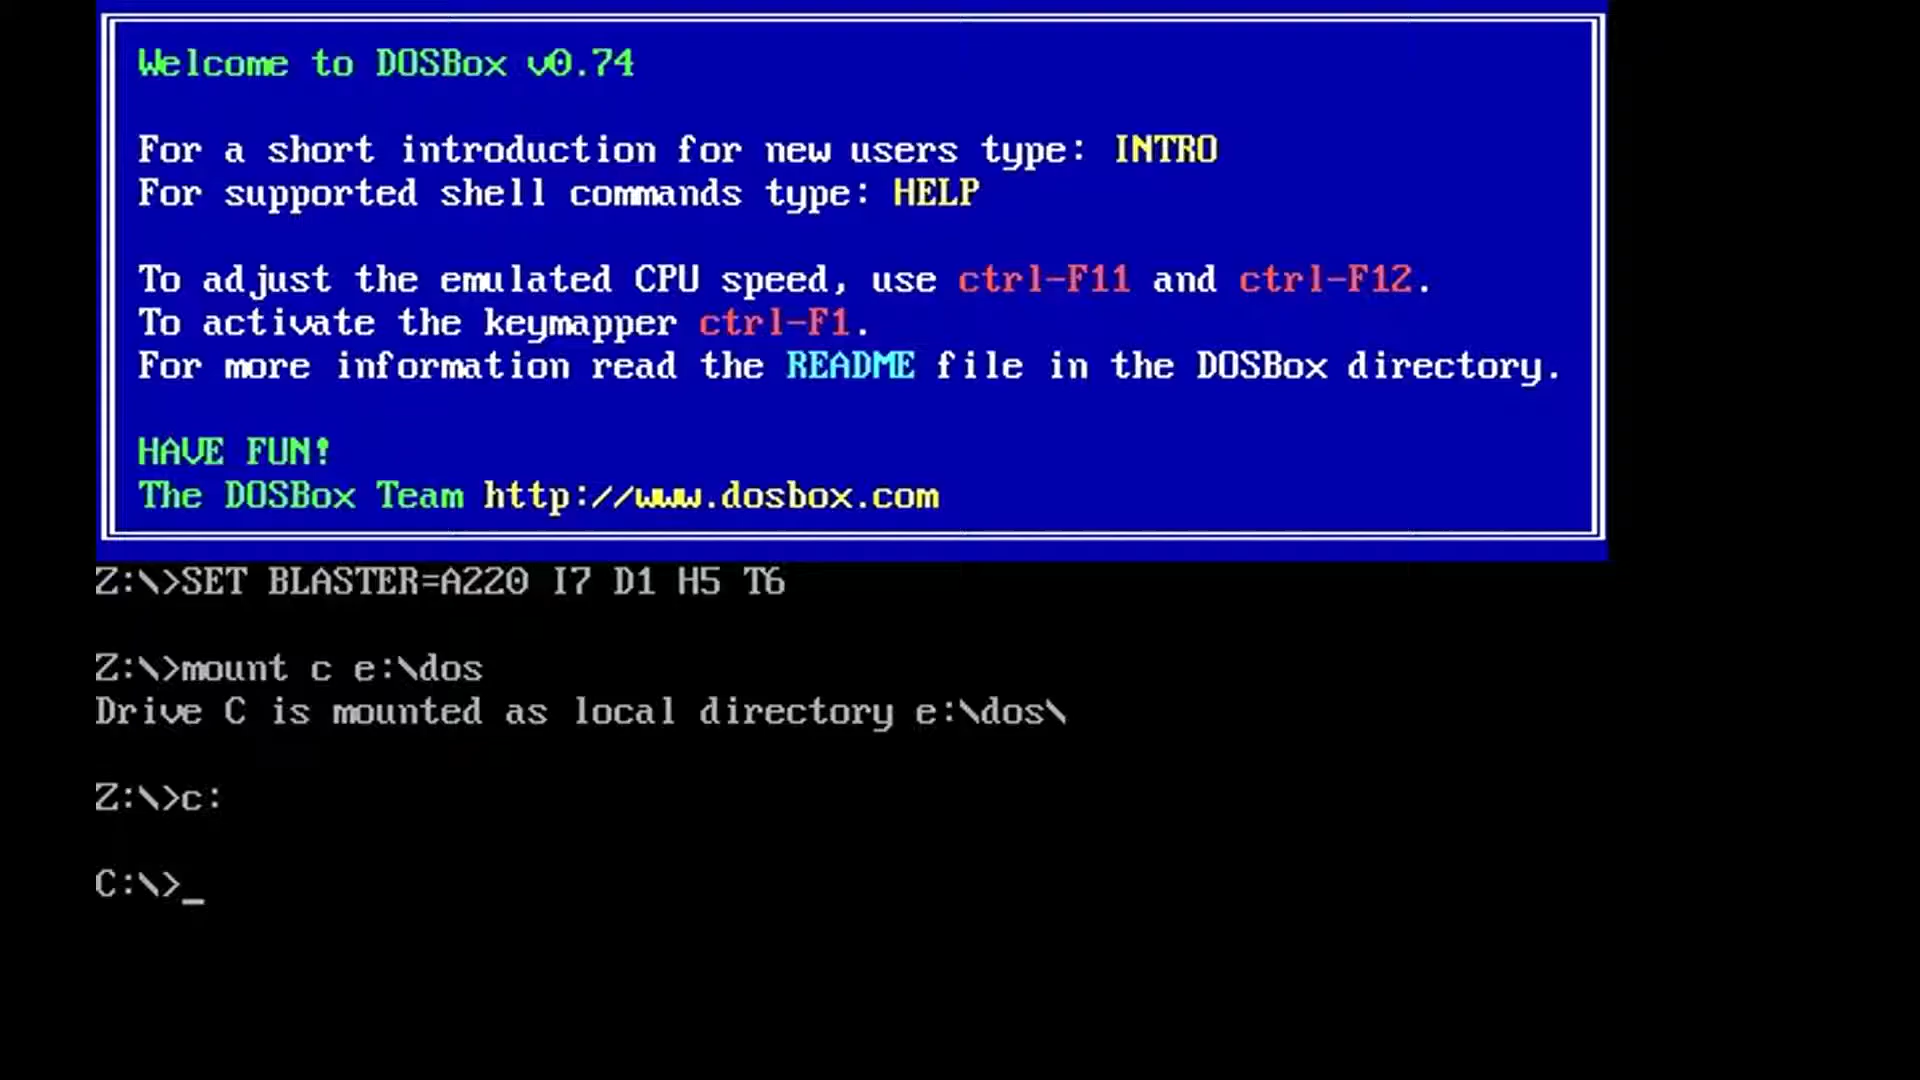 Welcome to DOSBox v0.74
For a short introduction for new users type: INTRO
For supported shell commands type: HELP
To adjust the emulated CPU speed, use ctrl-F11 and ctrl-F12.
To activate the keymapper ctrl-F1.
For more information read the README file in the DOSBox directory.
HAVE FUN!
The DOSBox Team http://www.dosbox.com
Z:\>SET BLASTER=A220 I7 D1 H5 T6
Z:\>mount c e:\dos
Drive C is mounted as local directory e:\dos\
Z:\>c:
C:\>_